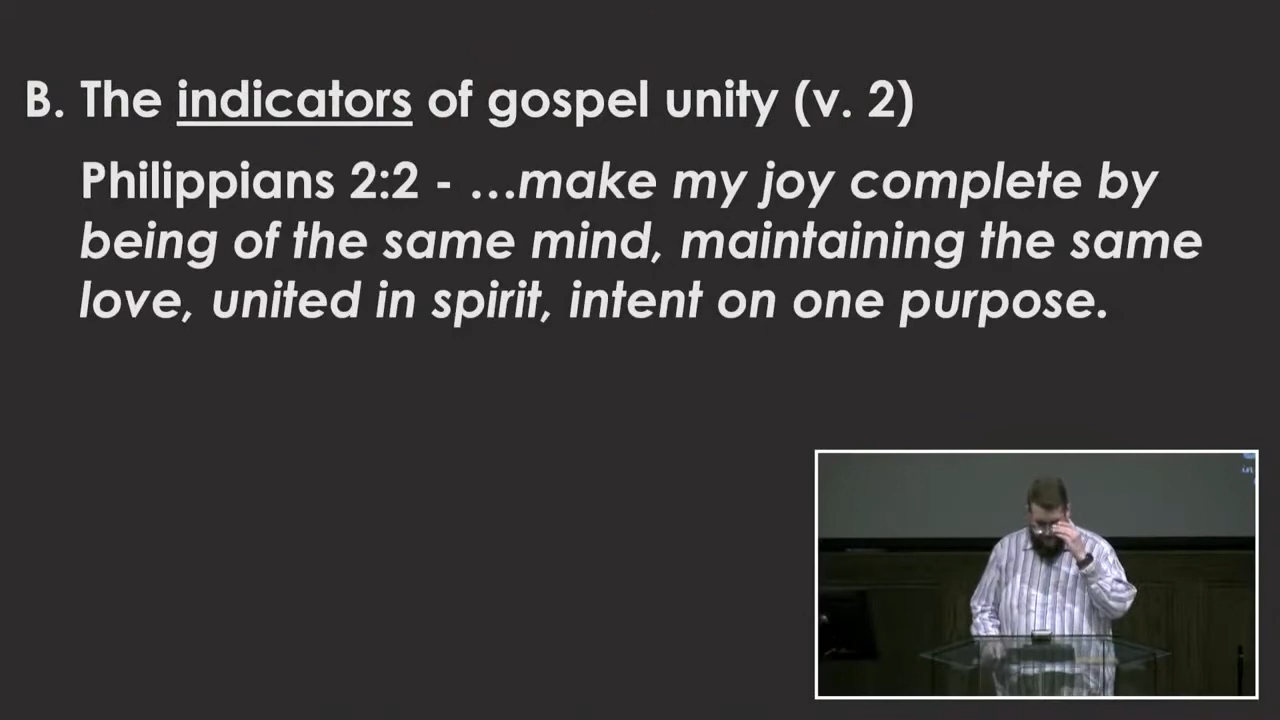 B. The indicators of gospel unity (v. 2)
Philippians 2:2 - …make my joy complete by
being of the same mind, maintaining the same
love, united in spirit, intent on one purpose.
in